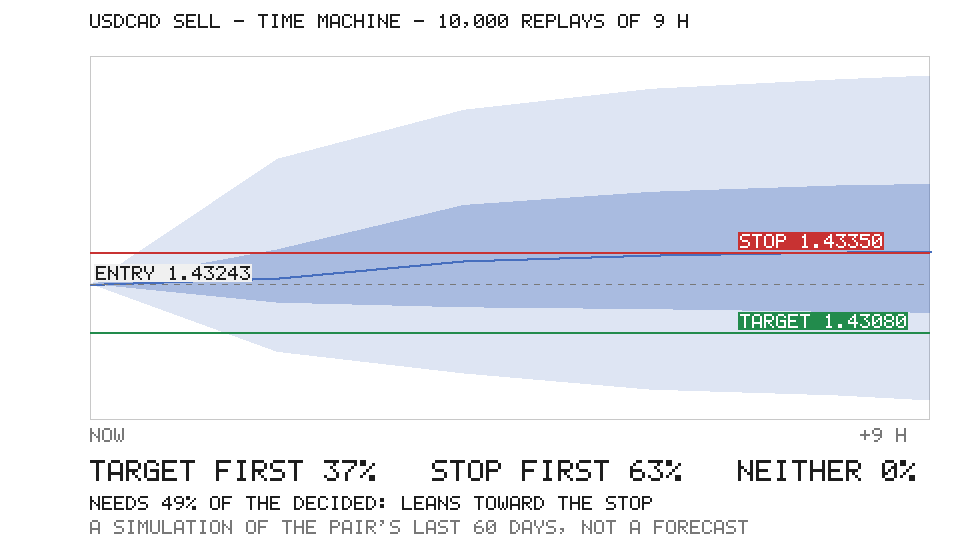 USDCAD SELL – TIME MACHINE – 10,000 REPLAYS OF 9 H
STOP 1.43350
ENTRY 1.43243
TARGET 1.43080
NOW +9 H
TARGET FIRST 37% STOP FIRST 63% NEITHER 0%
NEEDS 49% OF THE DECIDED: LEANS TOWARD THE STOP
A SIMULATION OF THE PAIR'S LAST 60 DAYS, NOT A FORECAST